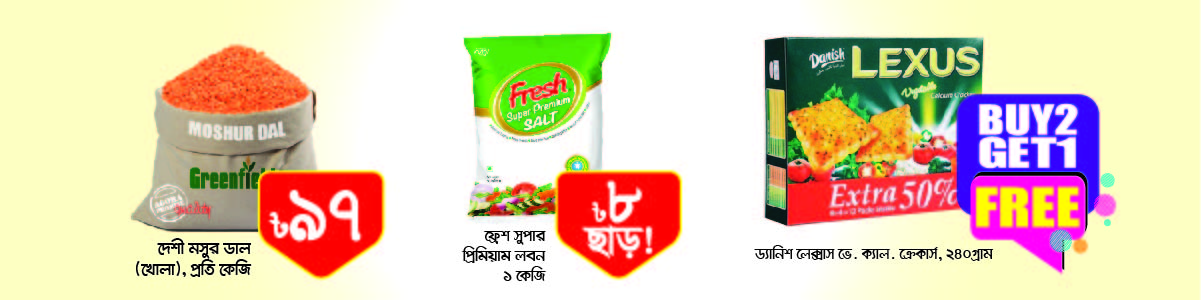 MOSHUR DAL
Greenfield
৳৯৭
দেশী মসুর ডাল
(খোলা), প্রতি কেজি
Fresh
Super Premium
SALT
৳৮
ছাড়!
ফ্রেশ সুপার
প্রিমিয়াম লবন
১ কেজি
Danish
LEXUS
Vegetable
Calcium Crackers
Extra 50%
BUY2
GET1
FREE
ড্যানিশ লেক্সাস ভে. ক্যাল. ক্রেকার্স, ২৪০গ্রাম